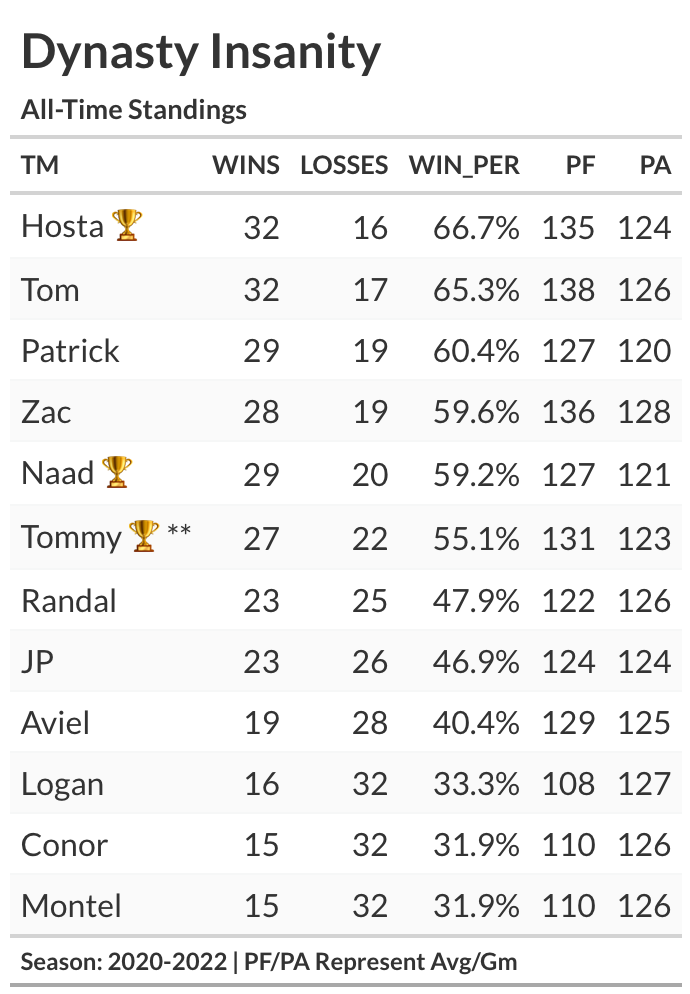 Dynasty Insanity
All-Time Standings
TM WINS LOSSES WIN_PER PF PA
Hosta 🏆 32 16 66.7% 135 124
Tom 32 17 65.3% 138 126
Patrick 29 19 60.4% 127 120
Zac 28 19 59.6% 136 128
Naad 🏆 29 20 59.2% 127 121
Tommy 🏆 ** 27 22 55.1% 131 123
Randal 23 25 47.9% 122 126
JP 23 26 46.9% 124 124
Aviel 19 28 40.4% 129 125
Logan 16 32 33.3% 108 127
Conor 15 32 31.9% 110 126
Montel 15 32 31.9% 110 126
Season: 2020-2022 | PF/PA Represent Avg/Gm